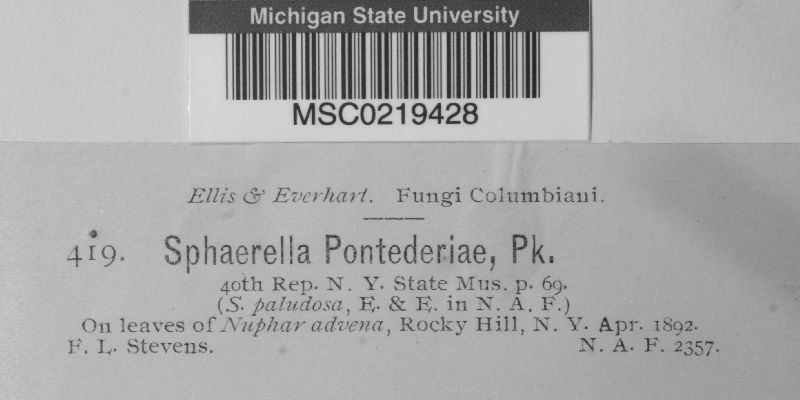 Michigan State University
MSC0219428
Ellis & Everhart. Fungi Columbiani.
419. Sphaerella Pontederiae, Pk.
40th Rep. N. Y. State Mus. p. 69.
(S. paludosa, E. & E. in N. A. F.)
On leaves of Nuphar advena, Rocky Hill, N. Y. Apr. 1892.
F. L. Stevens. N. A. F. 2357.